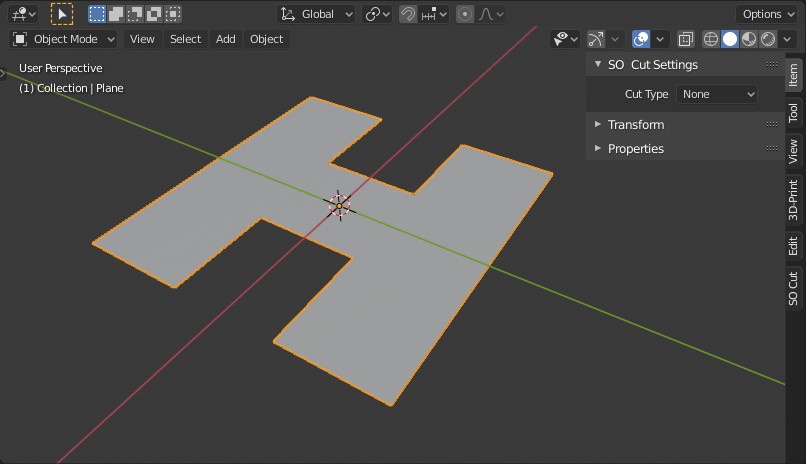 Global
Options
Object Mode
View
Select
Add
Object
User Perspective
(1) Collection | Plane
SO Cut Settings
Cut Type
None
Transform
Properties
Item
Tool
View
3D-Print
Edit
SO Cut